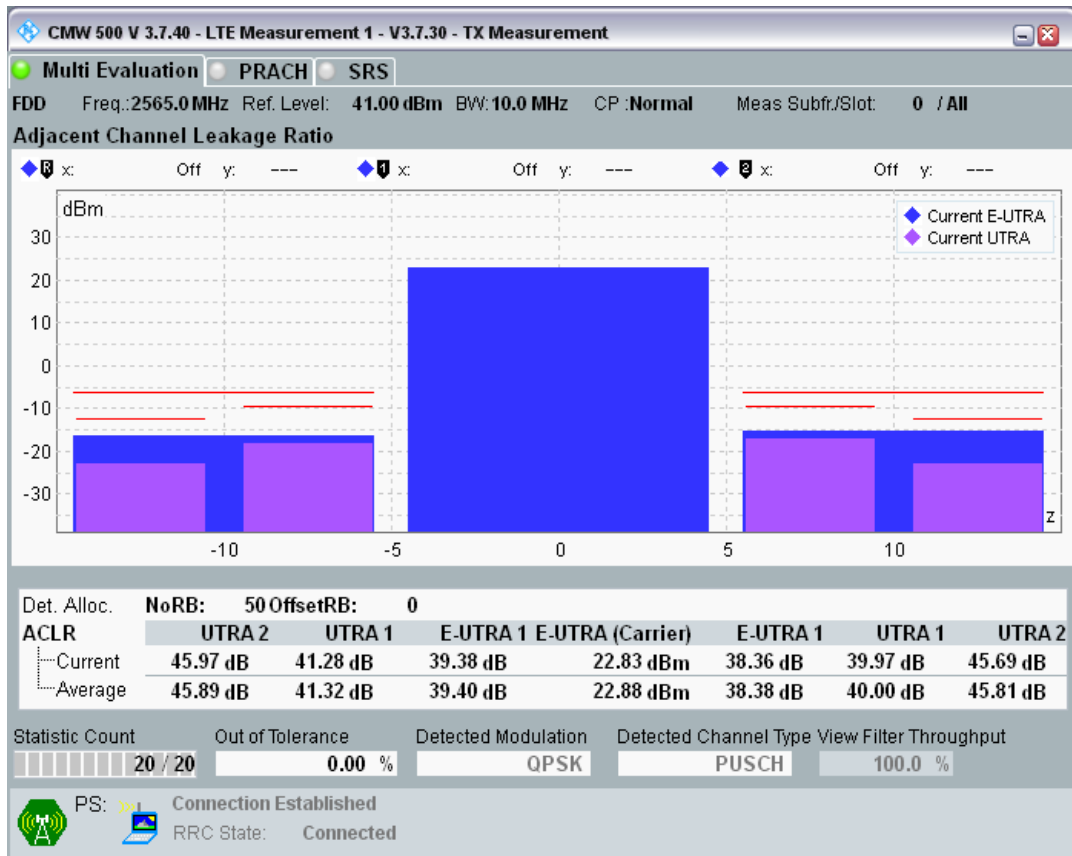 CMW 500 V 3.7.40 - LTE Measurement 1 - V3.7.30 - TX Measurement
Multi Evaluation PRACH SRS
FDD Freq.:2565.0 MHz Ref. Level: 41.00 dBm BW:10.0 MHz CP :Normal Meas Subfr./Slot: 0 / All
Adjacent Channel Leakage Ratio
R x: Off y: --- 1 x: Off y: --- 2 x: Off y: ---
dBm
Current E-UTRA
Current UTRA
30
20
10
0
-10
-20
-30
z
-10 -5 0 5 10
Det. Alloc. NoRB: 50 OffsetRB: 0
ACLR UTRA 2 UTRA 1 E-UTRA 1 E-UTRA (Carrier) E-UTRA 1 UTRA 1 UTRA 2
Current 45.97 dB 41.28 dB 39.38 dB 22.83 dBm 38.36 dB 39.97 dB 45.69 dB
Average 45.89 dB 41.32 dB 39.40 dB 22.88 dBm 38.38 dB 40.00 dB 45.81 dB
Statistic Count Out of Tolerance Detected Modulation Detected Channel Type View Filter Throughput
20 / 20 0.00 % QPSK PUSCH 100.0 %
PS: Connection Established
RRC State: Connected